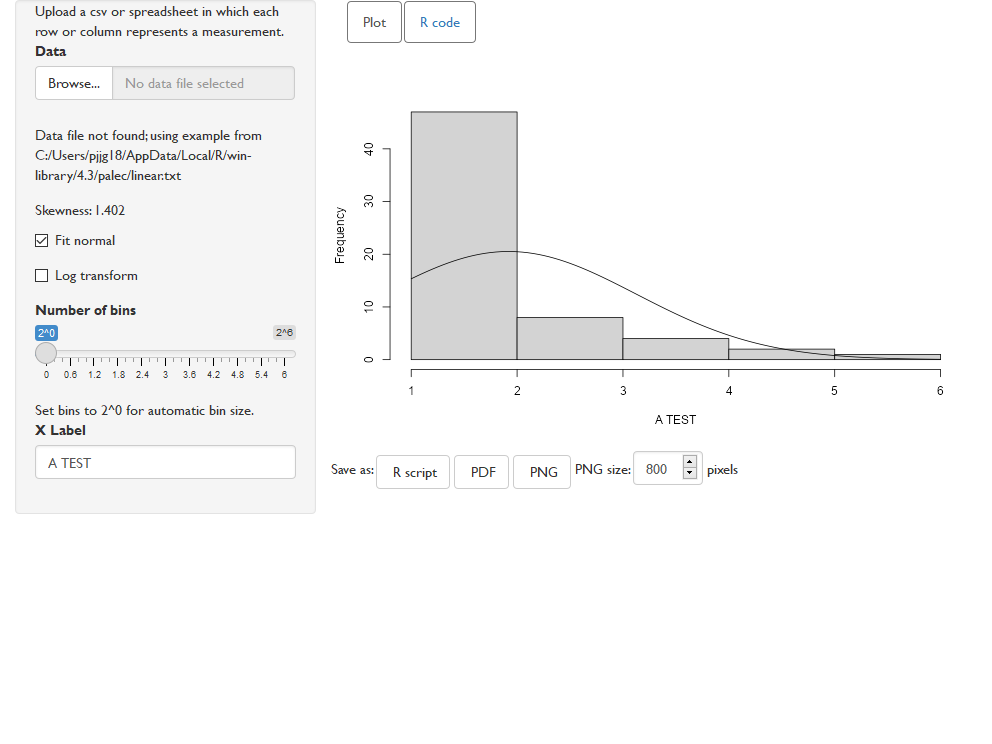 Upload a csv or spreadsheet in which each
row or column represents a measurement.
Data
Browse...
No data file selected
Data file not found; using example from
C:/Users/pjjg18/AppData/Local/R/win-
library/4.3/palec/linear.txt
Skewness: 1.402
Fit normal
Log transform
Number of bins
2^0
2^6
0 0.6 1.2 1.8 2.4 3 3.6 4.2 4.8 5.4 6
Set bins to 2^0 for automatic bin size.
X Label
A TEST
Plot
R code
Frequency
40
30
20
10
0
1 2 3 4 5 6
A TEST
Save as: R script PDF PNG PNG size: 800 pixels